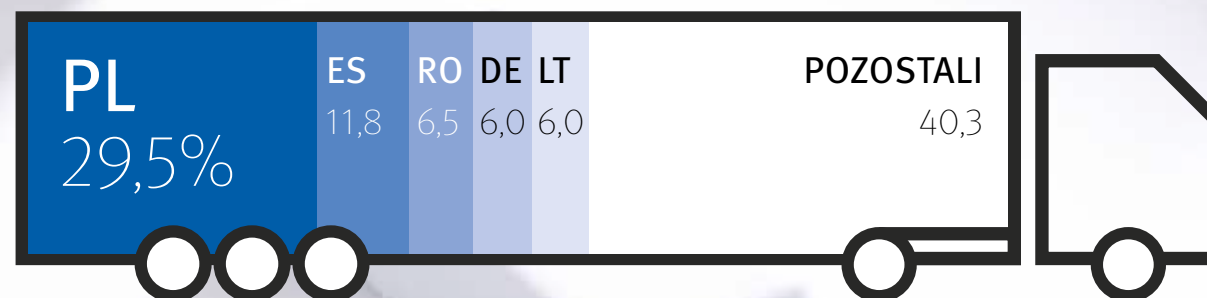 PL
29,5%
ES
11,8
RO
6,5
DE
6,0
LT
6,0
POZOSTALI
40,3